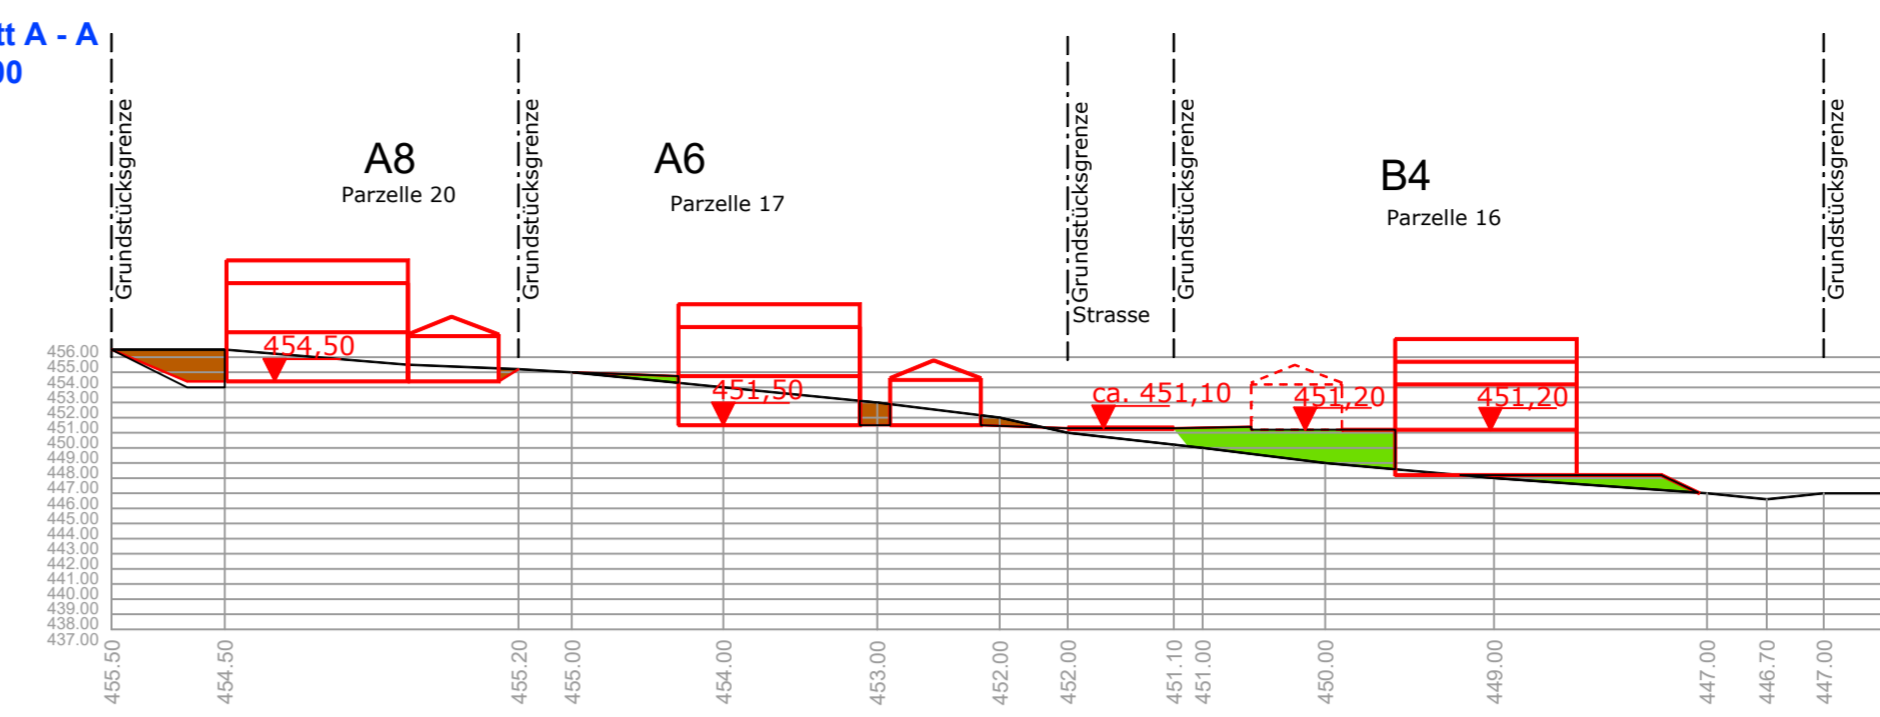 tt A - A
00
Grundstücksgrenze
Grundstücksgrenze
Grundstücksgrenze
Grundstücksgrenze
Grundstücksgrenze
A8
Parzelle 20
A6
Parzelle 17
B4
Parzelle 16
Strasse
454,50
451,50
ca. 451,10
451,20
451,20
456.00
455.00
454.00
453.00
452.00
451.00
450.00
449.00
448.00
447.00
446.00
445.00
444.00
443.00
442.00
441.00
440.00
439.00
438.00
437.00
455.50
454.50
455.20
455.00
454.00
453.00
452.00
452.00
451.10
451.00
450.00
449.00
447.00
446.70
447.00